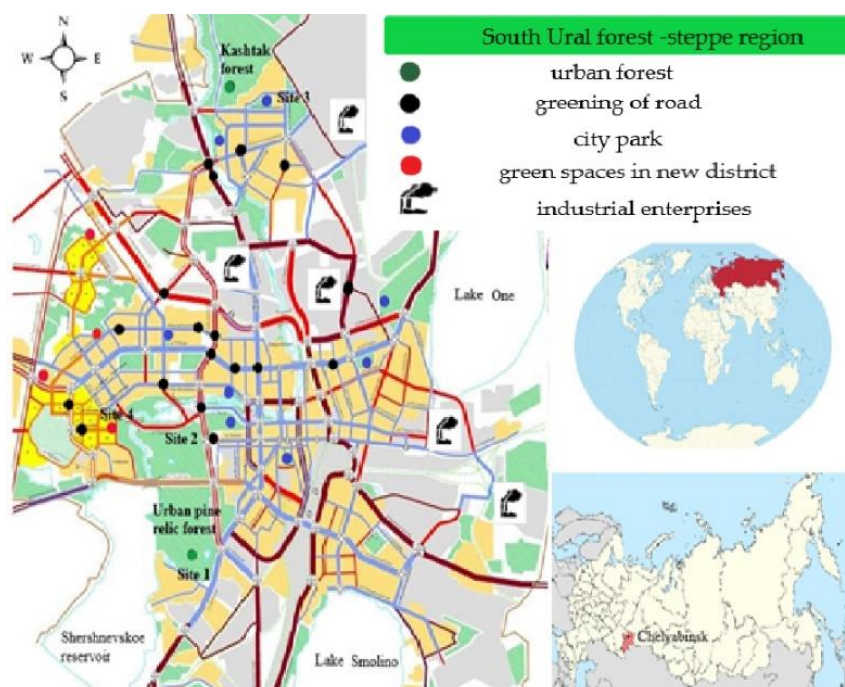 N
W E
S
Kashtak
forest
Site 3
South Ural forest -steppe region
urban forest
greening of road
city park
green spaces in new district
industrial enterprises
Lake One
Site 4
Site 2
Urban pine
relic forest
Site 1
Shershnevskoe
reservoir
Lake Smolino
Chelyabinsk